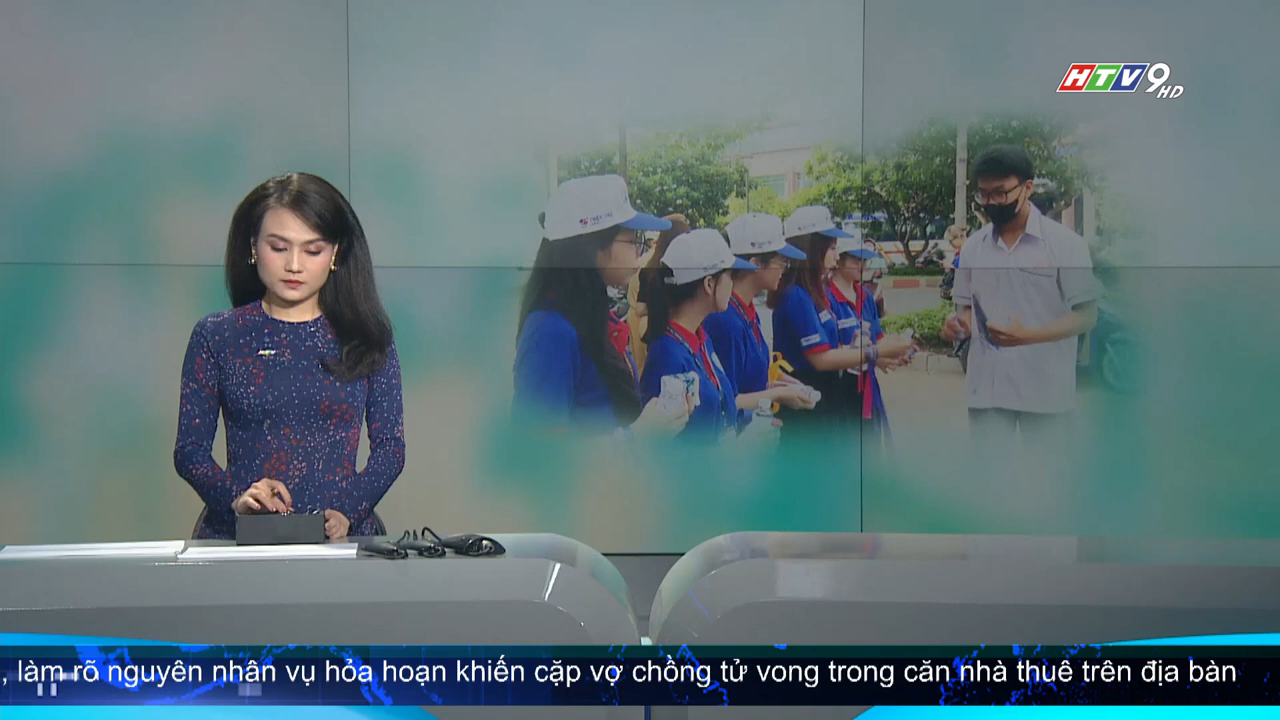 HTV9
HD
HTV
, làm rõ nguyên nhân vụ hỏa hoạn khiến cặp vợ chồng tử vong trong căn nhà thuê trên địa bàn